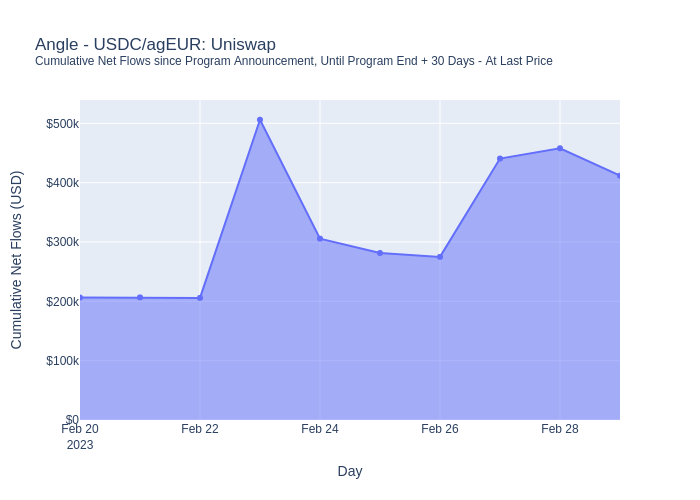 Angle - USDC/agEUR: Uniswap
Cumulative Net Flows since Program Announcement, Until Program End + 30 Days - At Last Price
Cumulative Net Flows (USD)
$500k
$400k
$300k
$200k
$100k
$0
Feb 20 Feb 22 Feb 24 Feb 26 Feb 28
2023
Day